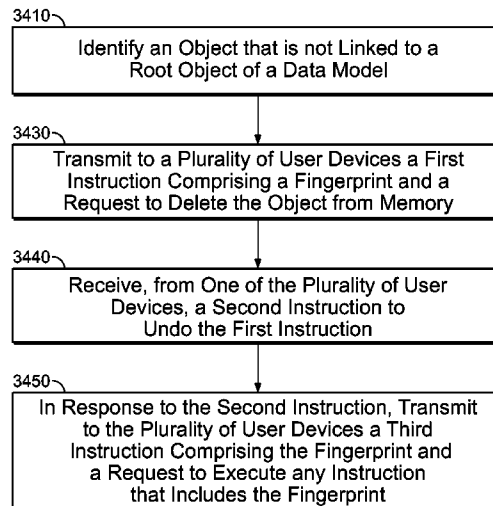 3410
Identify an Object that is not Linked to a
Root Object of a Data Model
3430
Transmit to a Plurality of User Devices a First
Instruction Comprising a Fingerprint and a
Request to Delete the Object from Memory
3440
Receive, from One of the Plurality of User
Devices, a Second Instruction to
Undo the First Instruction
3450
In Response to the Second Instruction, Transmit
to the Plurality of User Devices a Third
Instruction Comprising the Fingerprint and
a Request to Execute any Instruction
that Includes the Fingerprint